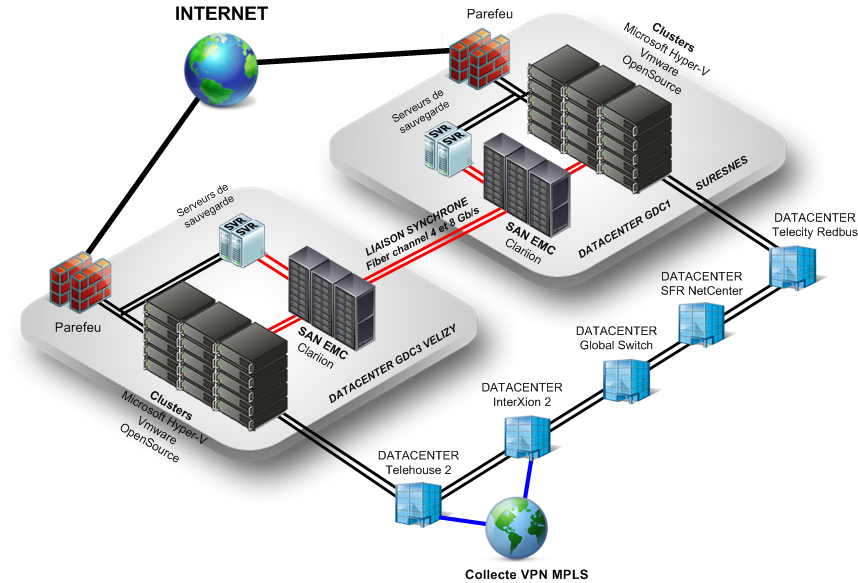 INTERNET
Parefeu
Clusters
Microsoft Hyper-V
Vmware
OpenSource
Serveurs de
sauvegarde
SVR
SVR
SAN EMC
Clariion
DATACENTER GDC1
SURESNES
LIAISON SYNCHRONE
Fiber channel 4 et 8 Gb/s
Serveurs de
sauvegarde
SVR
SVR
Parefeu
SAN EMC
Clariion
DATACENTER GDC3 VELIZY
Clusters
Microsoft Hyper-V
Vmware
OpenSource
DATACENTER
Telecity Redbus
DATACENTER
SFR NetCenter
DATACENTER
Global Switch
DATACENTER
InterXion 2
DATACENTER
Telehouse 2
Collecte VPN MPLS